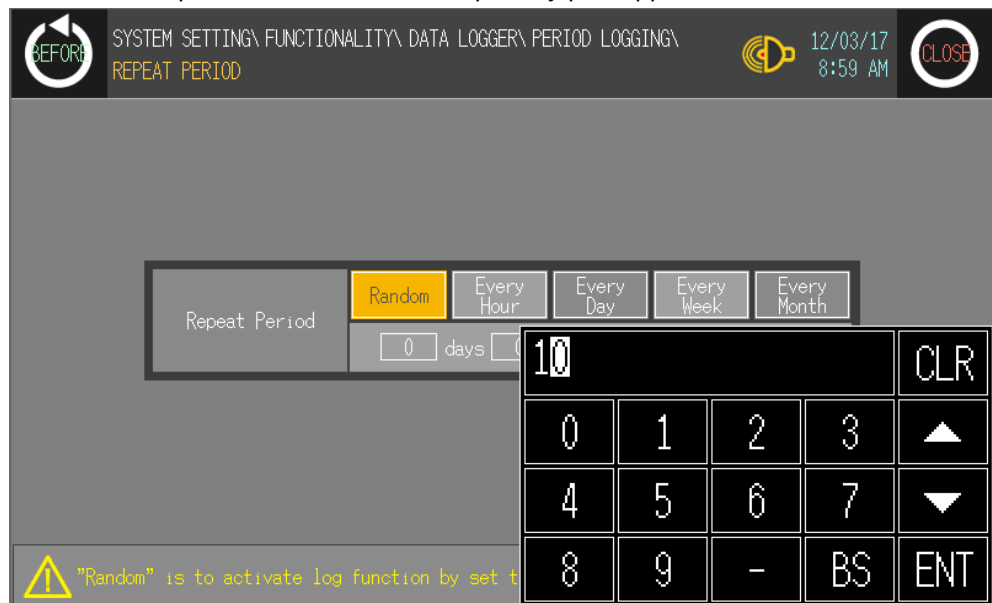 BEFORE
SYSTEM SETTING\ FUNCTIONALITY\ DATA LOGGER\ PERIOD LOGGING\
REPEAT PERIOD
12/03/17
8:59 AM
CLOSE
Repeat Period
Random
Every
Hour
Every
Day
Every
Week
Every
Month
0 days
10
CLR
0 1 2 3
4 5 6 7
8 9 - BS ENT
"Random" is to activate log function by set